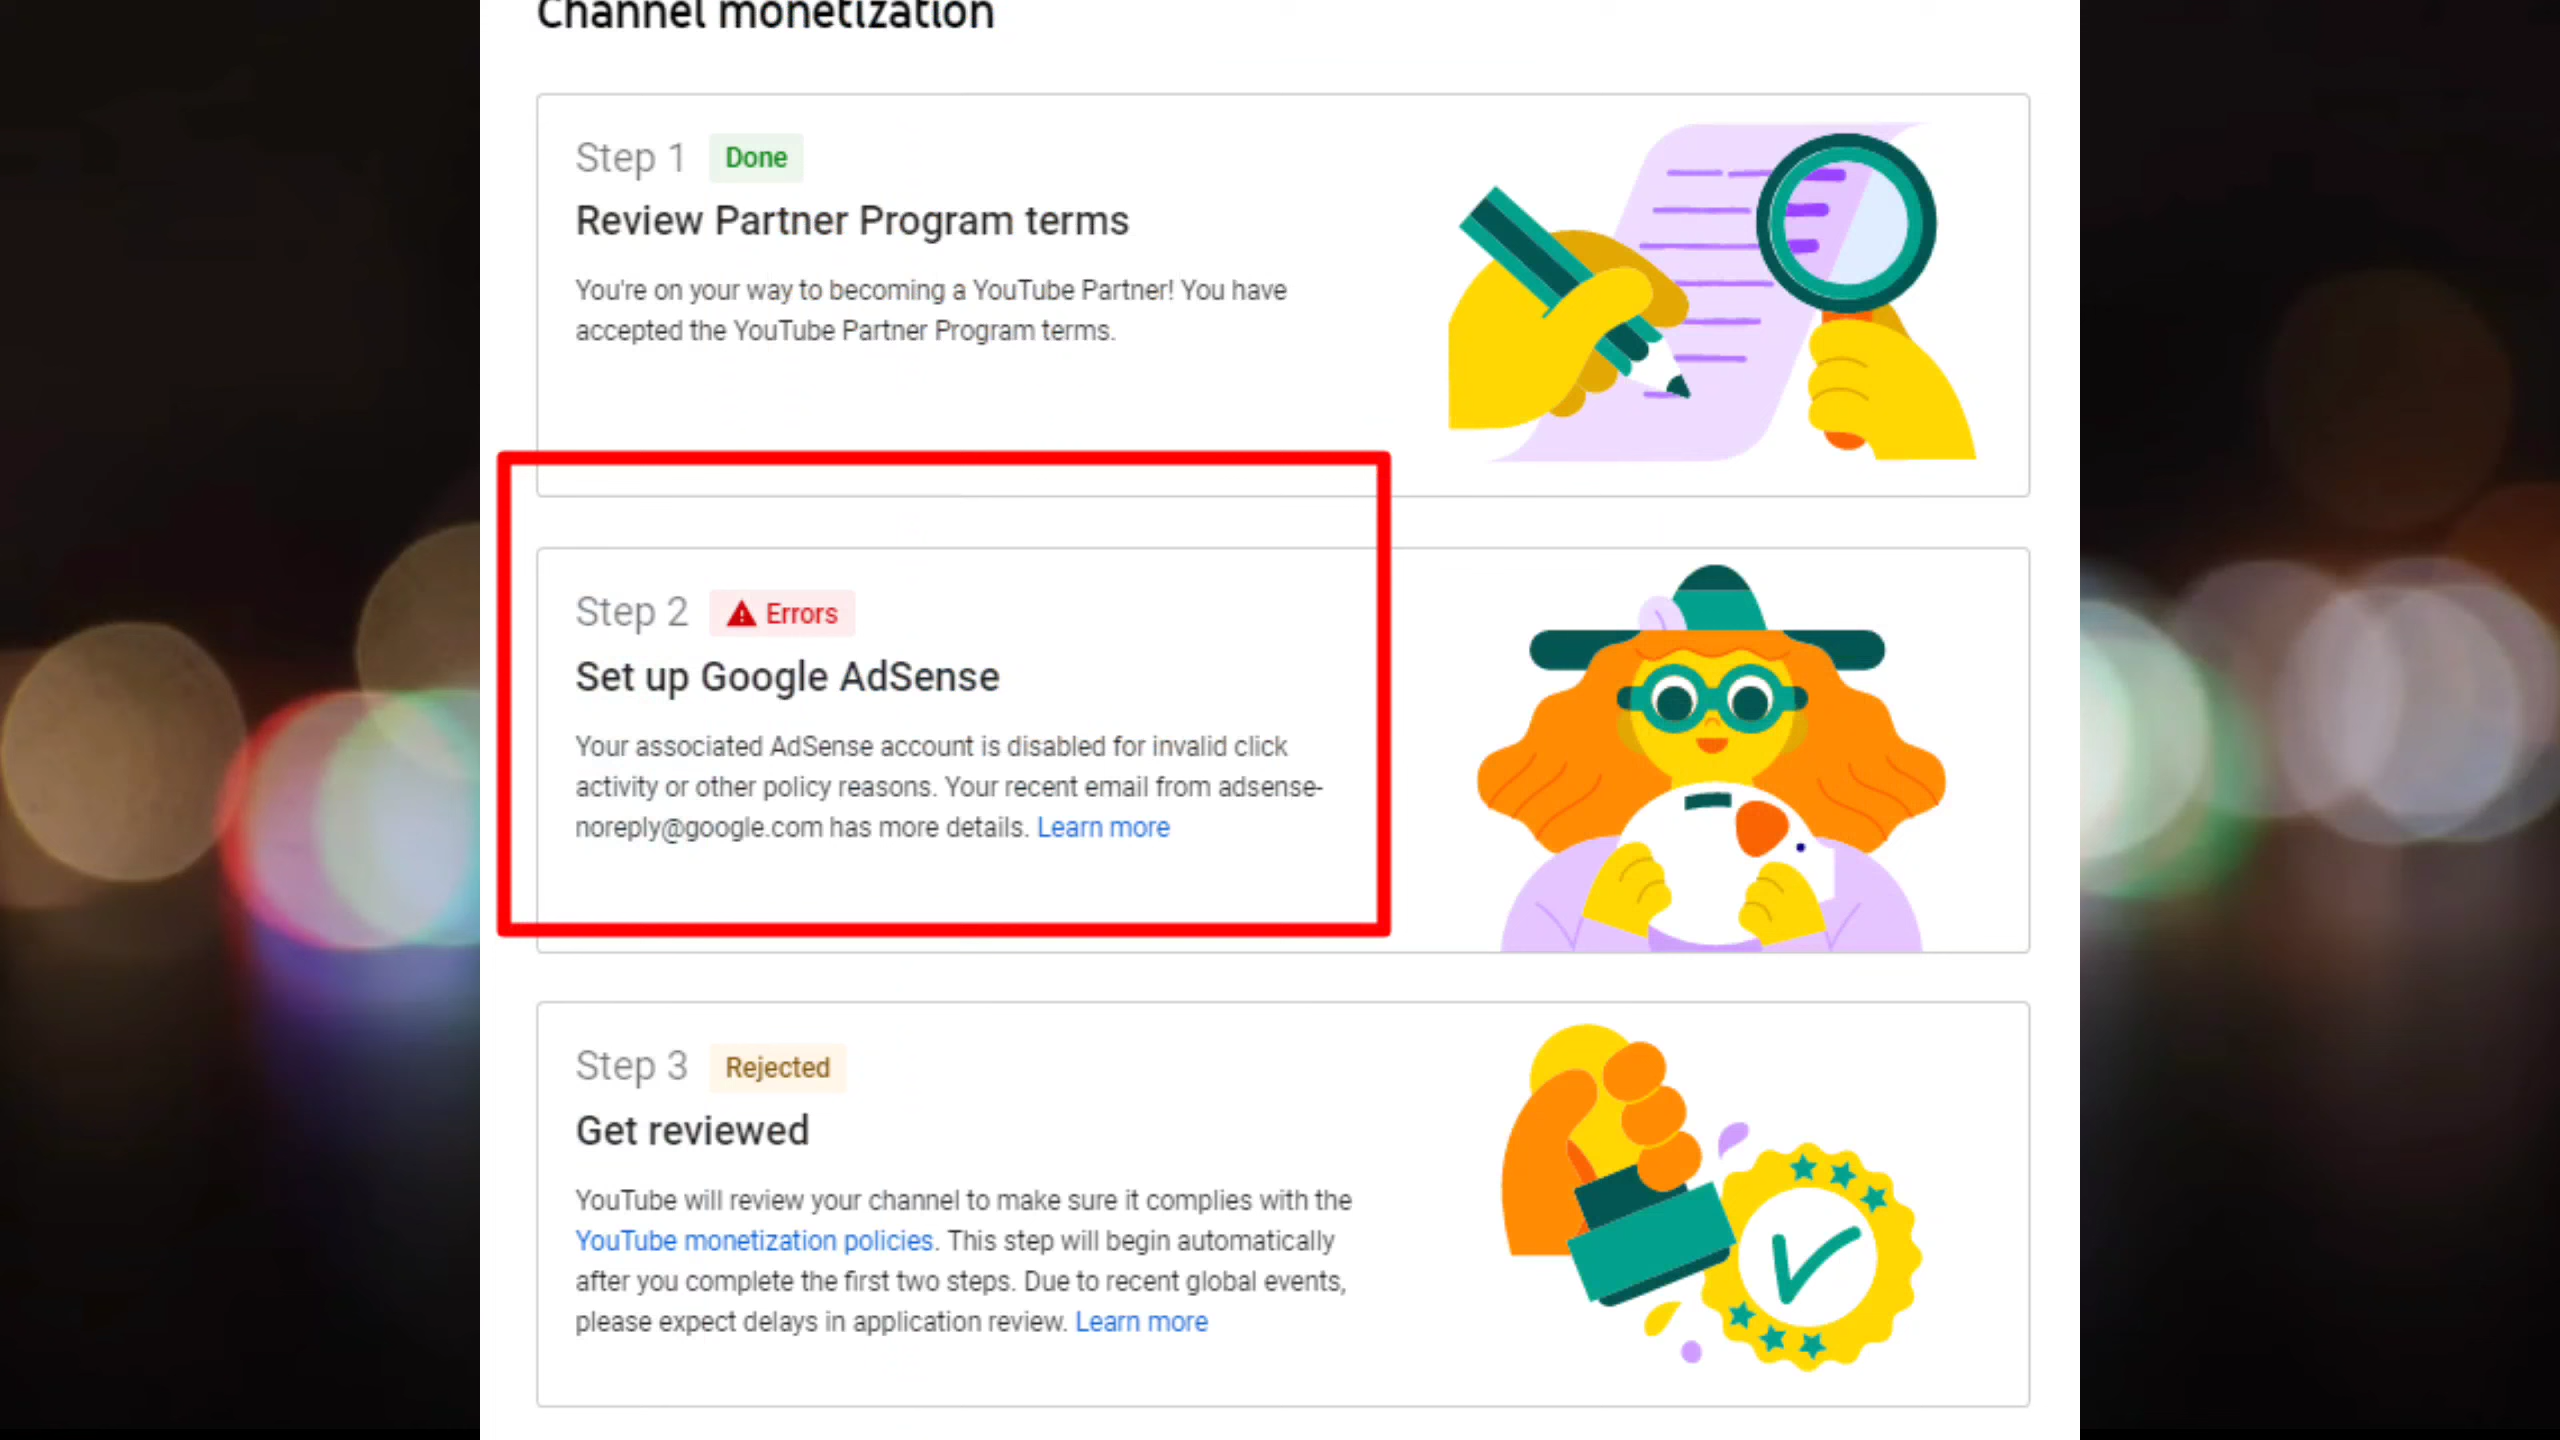 Channel monetization
Step 1 Done
Review Partner Program terms
You're on your way to becoming a YouTube Partner! You have
accepted the YouTube Partner Program terms.
Step 2 Errors
Set up Google AdSense
Your associated AdSense account is disabled for invalid click
activity or other policy reasons. Your recent email from adsense-
noreply@google.com has more details. Learn more
Step 3 Rejected
Get reviewed
YouTube will review your channel to make sure it complies with the
YouTube monetization policies. This step will begin automatically
after you complete the first two steps. Due to recent global events,
please expect delays in application review. Learn more